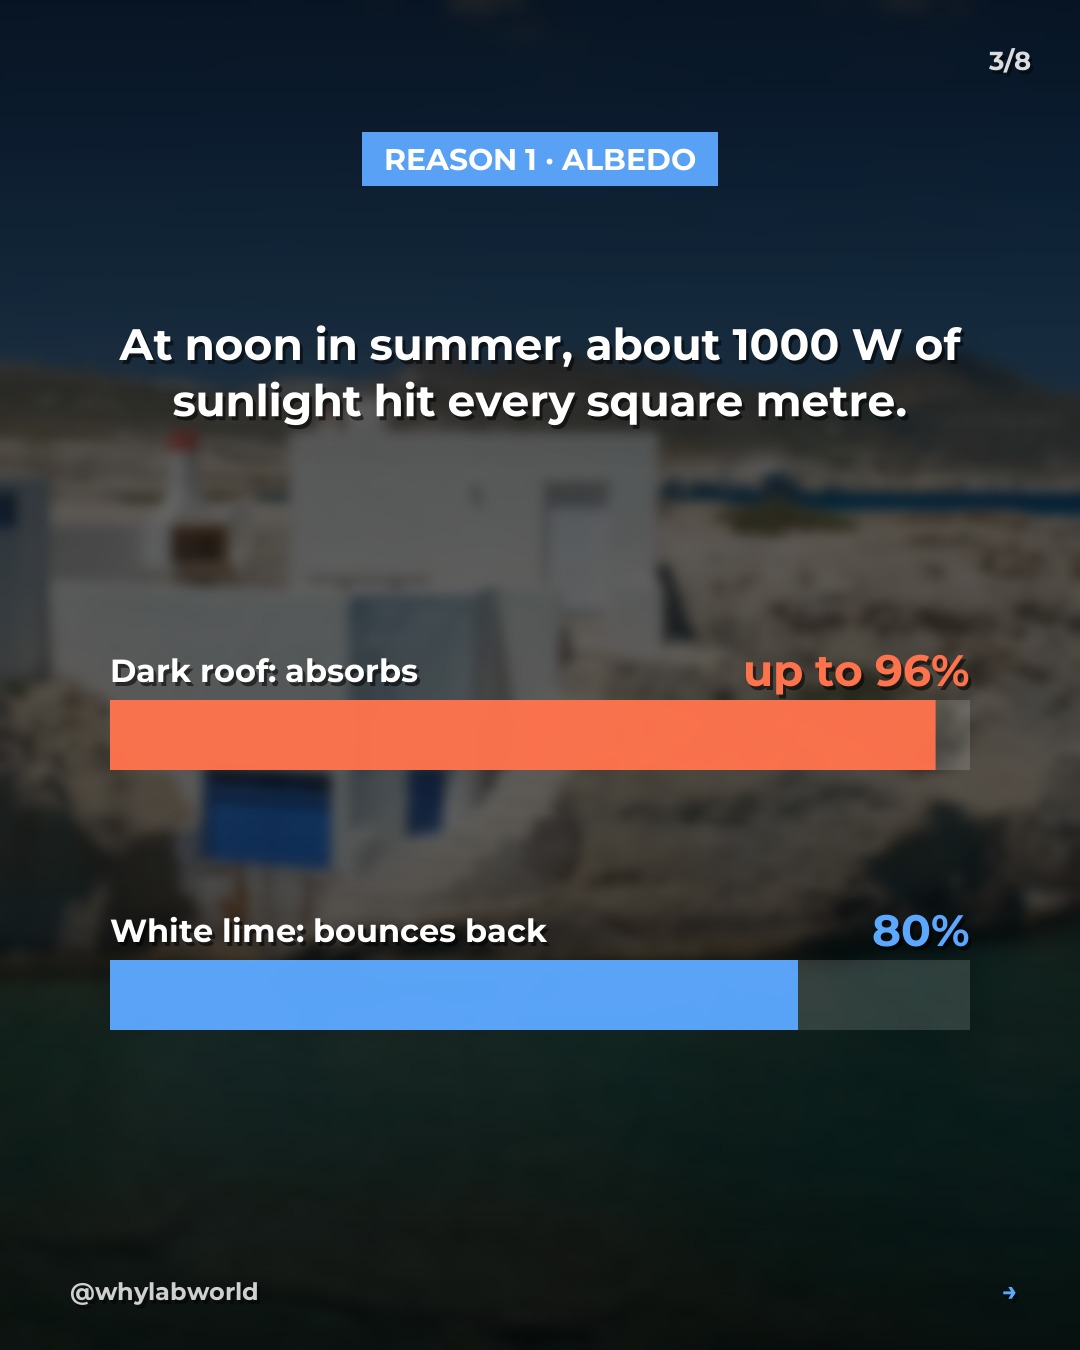 3/8
REASON 1 · ALBEDO
At noon in summer, about 1000 W of
sunlight hit every square metre.
Dark roof: absorbs up to 96%
White lime: bounces back 80%
@whylabworld →